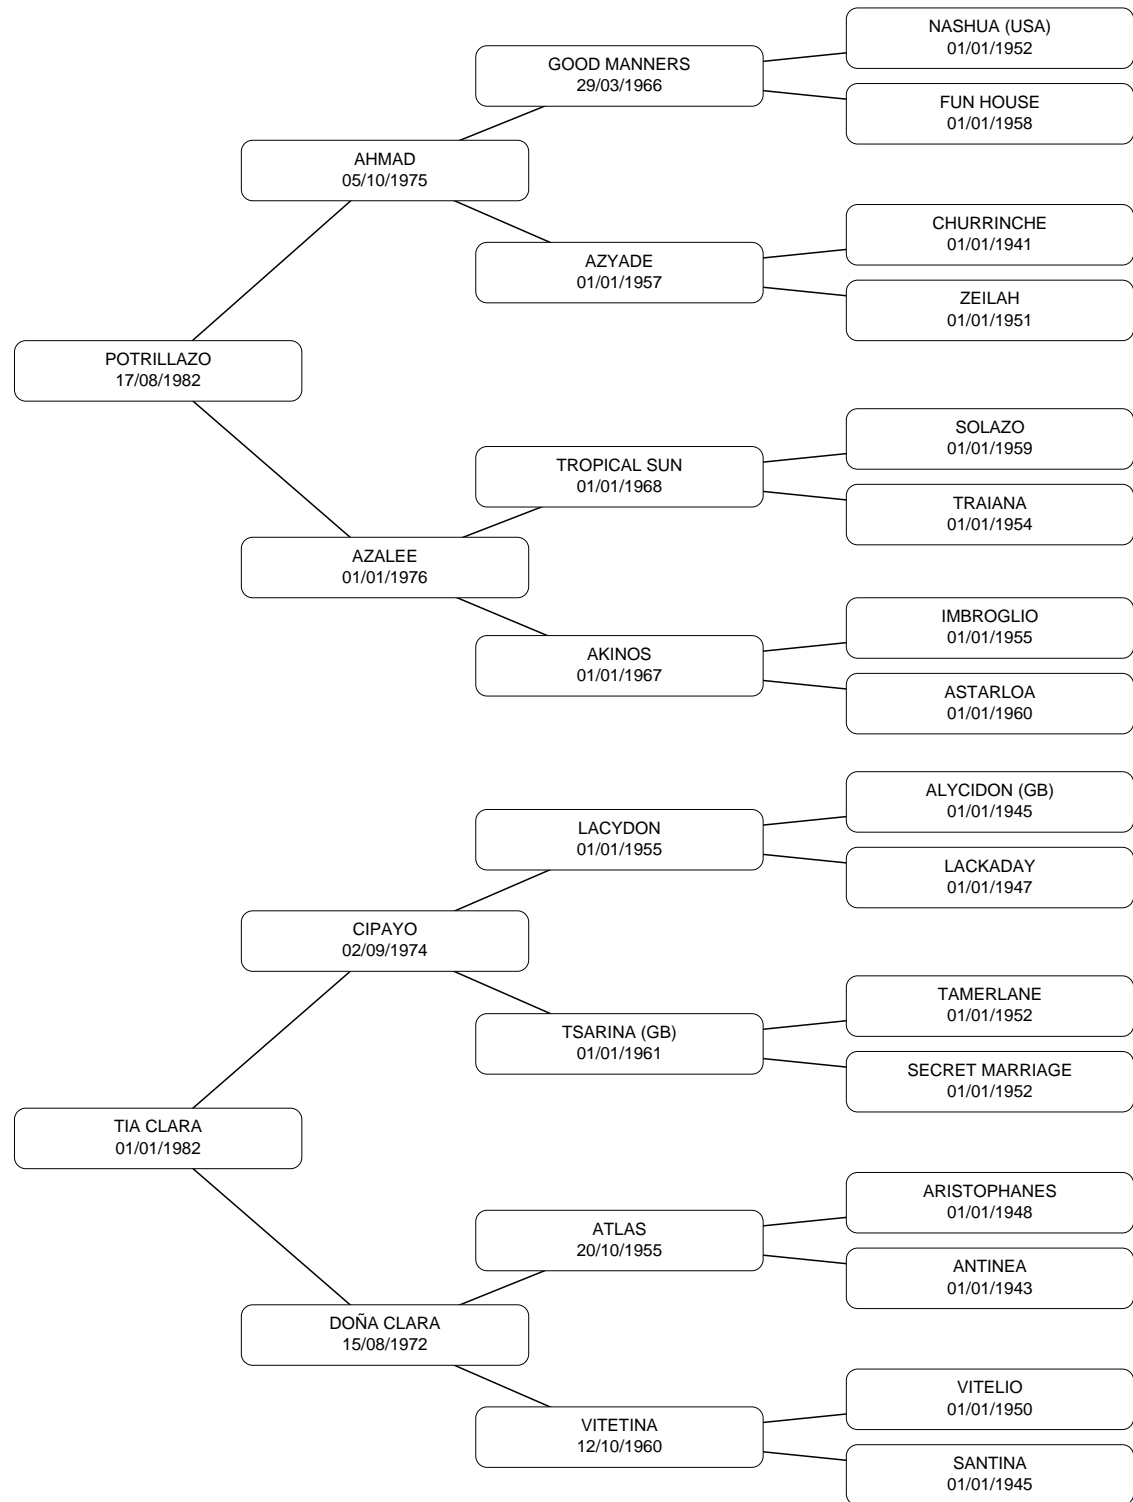 NASHUA (USA)
01/01/1952
GOOD MANNERS
29/03/1966
FUN HOUSE
01/01/1958
AHMAD
05/10/1975
CHURRINCHE
01/01/1941
AZYADE
01/01/1957
ZEILAH
01/01/1951
POTRILLAZO
17/08/1982
SOLAZO
01/01/1959
TROPICAL SUN
01/01/1968
TRAIANA
01/01/1954
AZALEE
01/01/1976
IMBROGLIO
01/01/1955
AKINOS
01/01/1967
ASTARLOA
01/01/1960
ALYCIDON (GB)
01/01/1945
LACYDON
01/01/1955
LACKADAY
01/01/1947
CIPAYO
02/09/1974
TAMERLANE
01/01/1952
TSARINA (GB)
01/01/1961
SECRET MARRIAGE
01/01/1952
TIA CLARA
01/01/1982
ARISTOPHANES
01/01/1948
ATLAS
20/10/1955
ANTINEA
01/01/1943
DOÑA CLARA
15/08/1972
VITELIO
01/01/1950
VITETINA
12/10/1960
SANTINA
01/01/1945